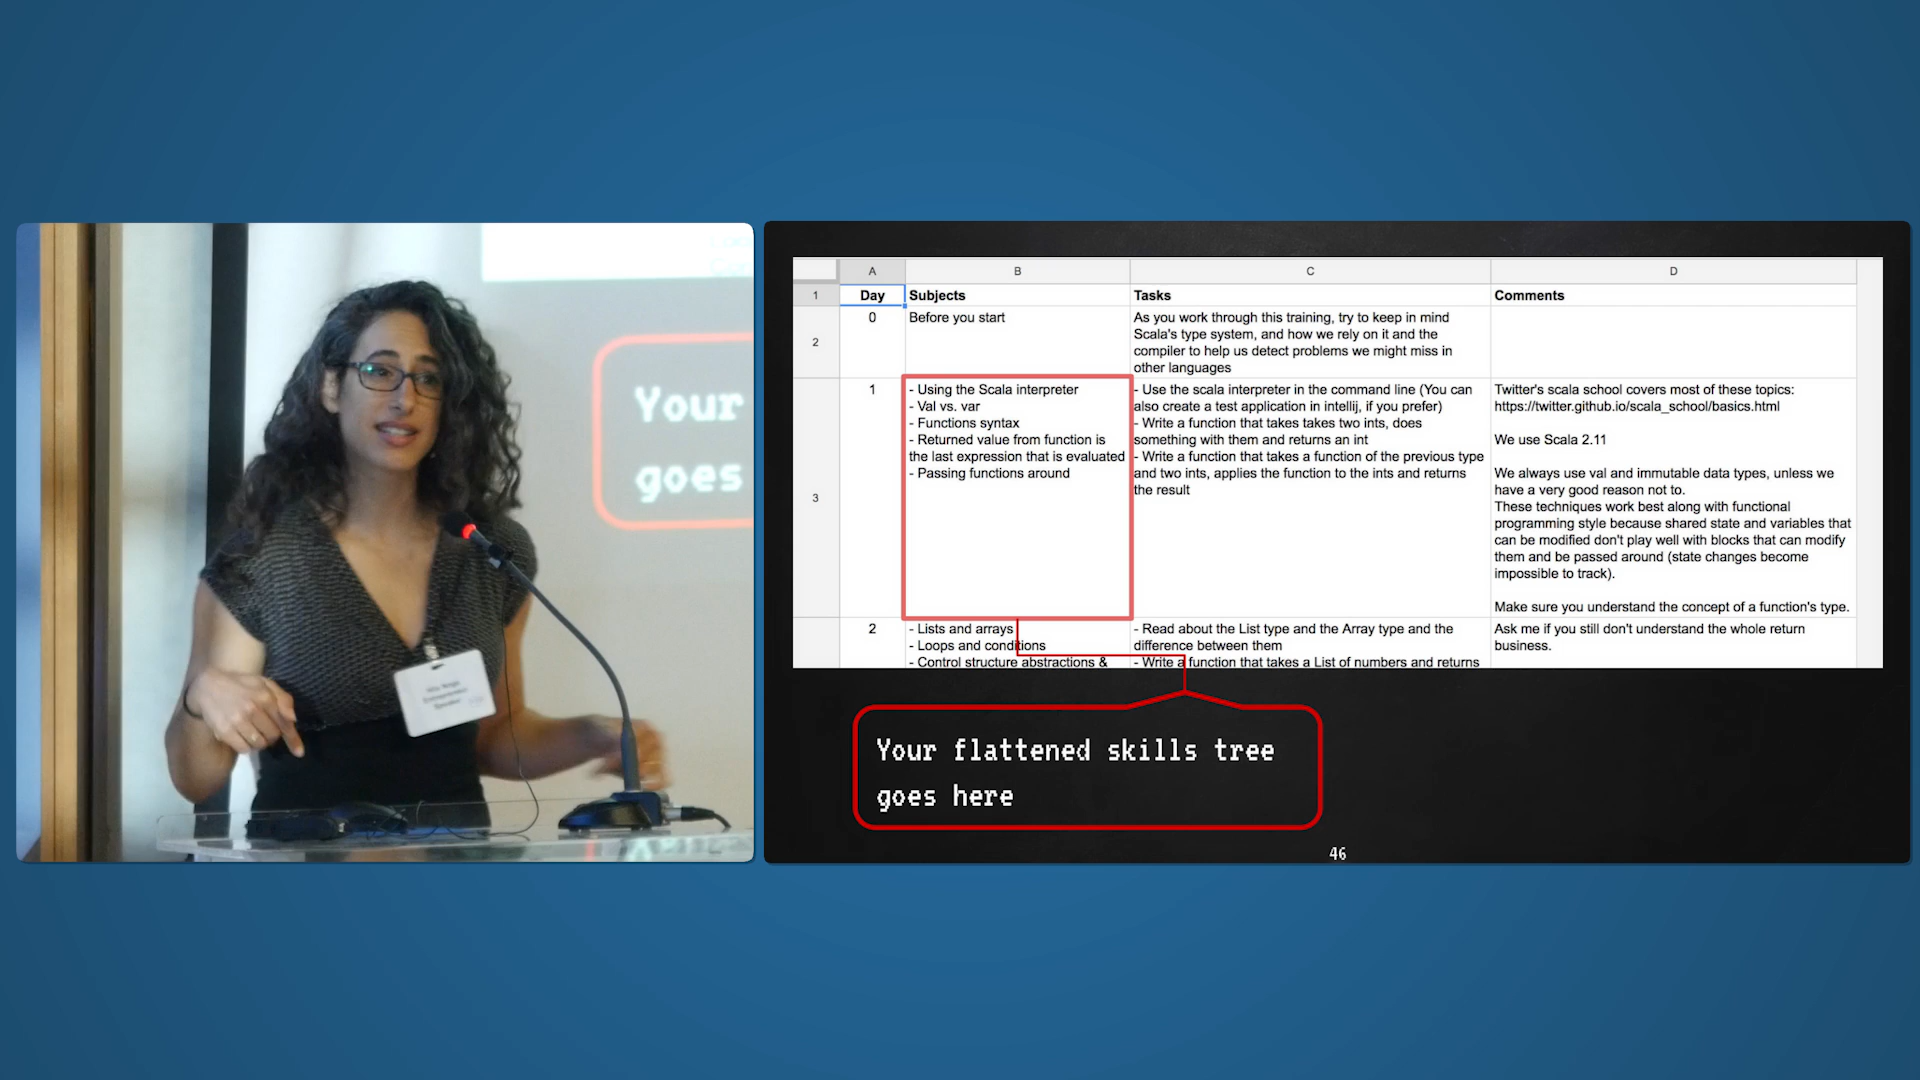 Your
goes
Speaker
A B C D
1 Day Subjects Tasks Comments
2
0
Before you start
As you work through this training, try to keep in mind
Scala's type system, and how we rely on it and the
compiler to help us detect problems we might miss in
other languages
3
1
- Using the Scala interpreter
- Val vs. var
- Functions syntax
- Returned value from function is
the last expression that is evaluated
- Passing functions around
- Use the scala interpreter in the command line (You can
also create a test application in intellij, if you prefer)
- Write a function that takes takes two ints, does
something with them and returns an int
- Write a function that takes a function of the previous type
and two ints, applies the function to the ints and returns
the result
Twitter's scala school covers most of these topics:
https://twitter.github.io/scala_school/basics.html
We use Scala 2.11
We always use val and immutable data types, unless we
have a very good reason not to.
These techniques work best along with functional
programming style because shared state and variables that
can be modified don't play well with blocks that can modify
them and be passed around (state changes become
impossible to track).
Make sure you understand the concept of a function's type.
2
- Lists and arrays
- Loops and conditions
- Control structure abstractions &
- Read about the List type and the Array type and the
difference between them
- Write a function that takes a List of numbers and returns
Ask me if you still don't understand the whole return
business.
Your flattened skills tree
goes here
46